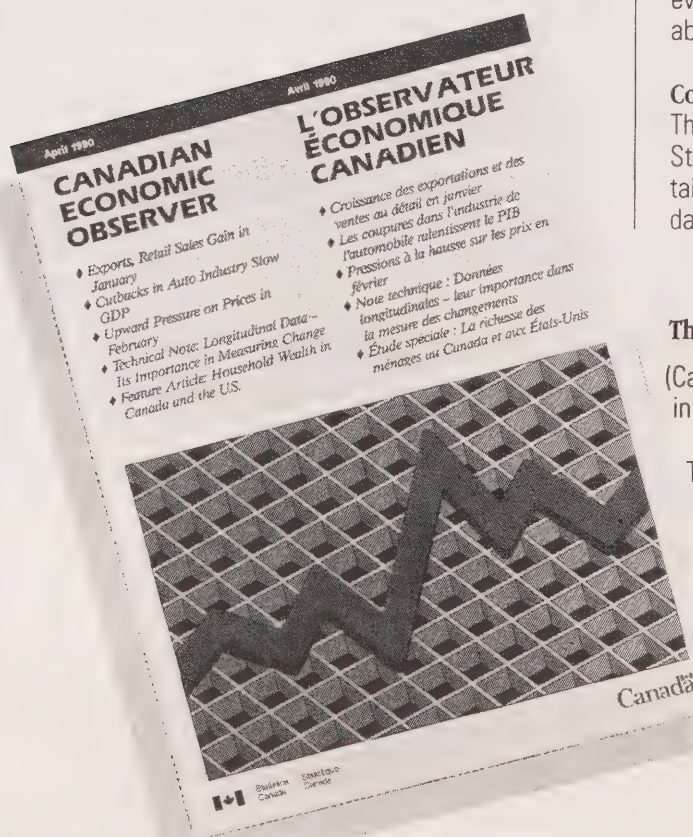 April 1990
Avril 1990
CANADIAN
ECONOMIC
OBSERVER
♦ Exports, Retail Sales Gain in
January
♦ Cutbacks in Auto Industry Slow
GDP
♦ Upward Pressure on Prices in
February
♦ Technical Note: Longitudinal Data –
Its Importance in Measuring Change
♦ Feature Article: Household Wealth in
Canada and the U.S.
L'OBSERVATEUR
ÉCONOMIQUE
CANADIEN
♦ Croissance des exportations et des
ventes au détail en janvier
♦ Les coupures dans l'industrie de
l'automobile ralentissent le PIB
♦ Pressions à la hausse sur les prix en
février
♦ Note technique : Données
longitudinales – leur importance dans
la mesure des changements
♦ Étude spéciale : La richesse des
ménages au Canada et aux États-Unis
Statistics Statistique
Canada Canada
Canada
ab
Co
Th
St
tai
da
Th
(Ca
in
T